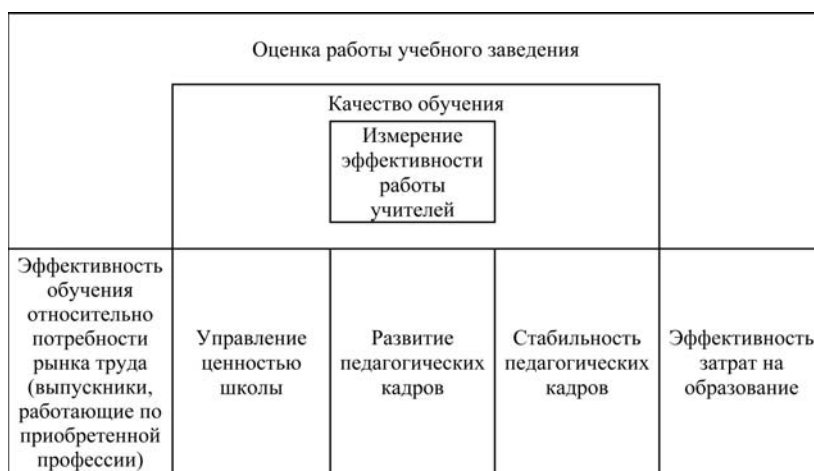 Оценка работы учебного заведения
Качество обучения
Измерение
эффективности
работы
учителей
Эффективность
обучения
относительно
потребности
рынка труда
(выпускники,
работающие по
приобретенной
профессии)
Управление
ценностью
школы
Развитие
педагогических
кадров
Стабильность
педагогических
кадров
Эффективность
затрат на
образование